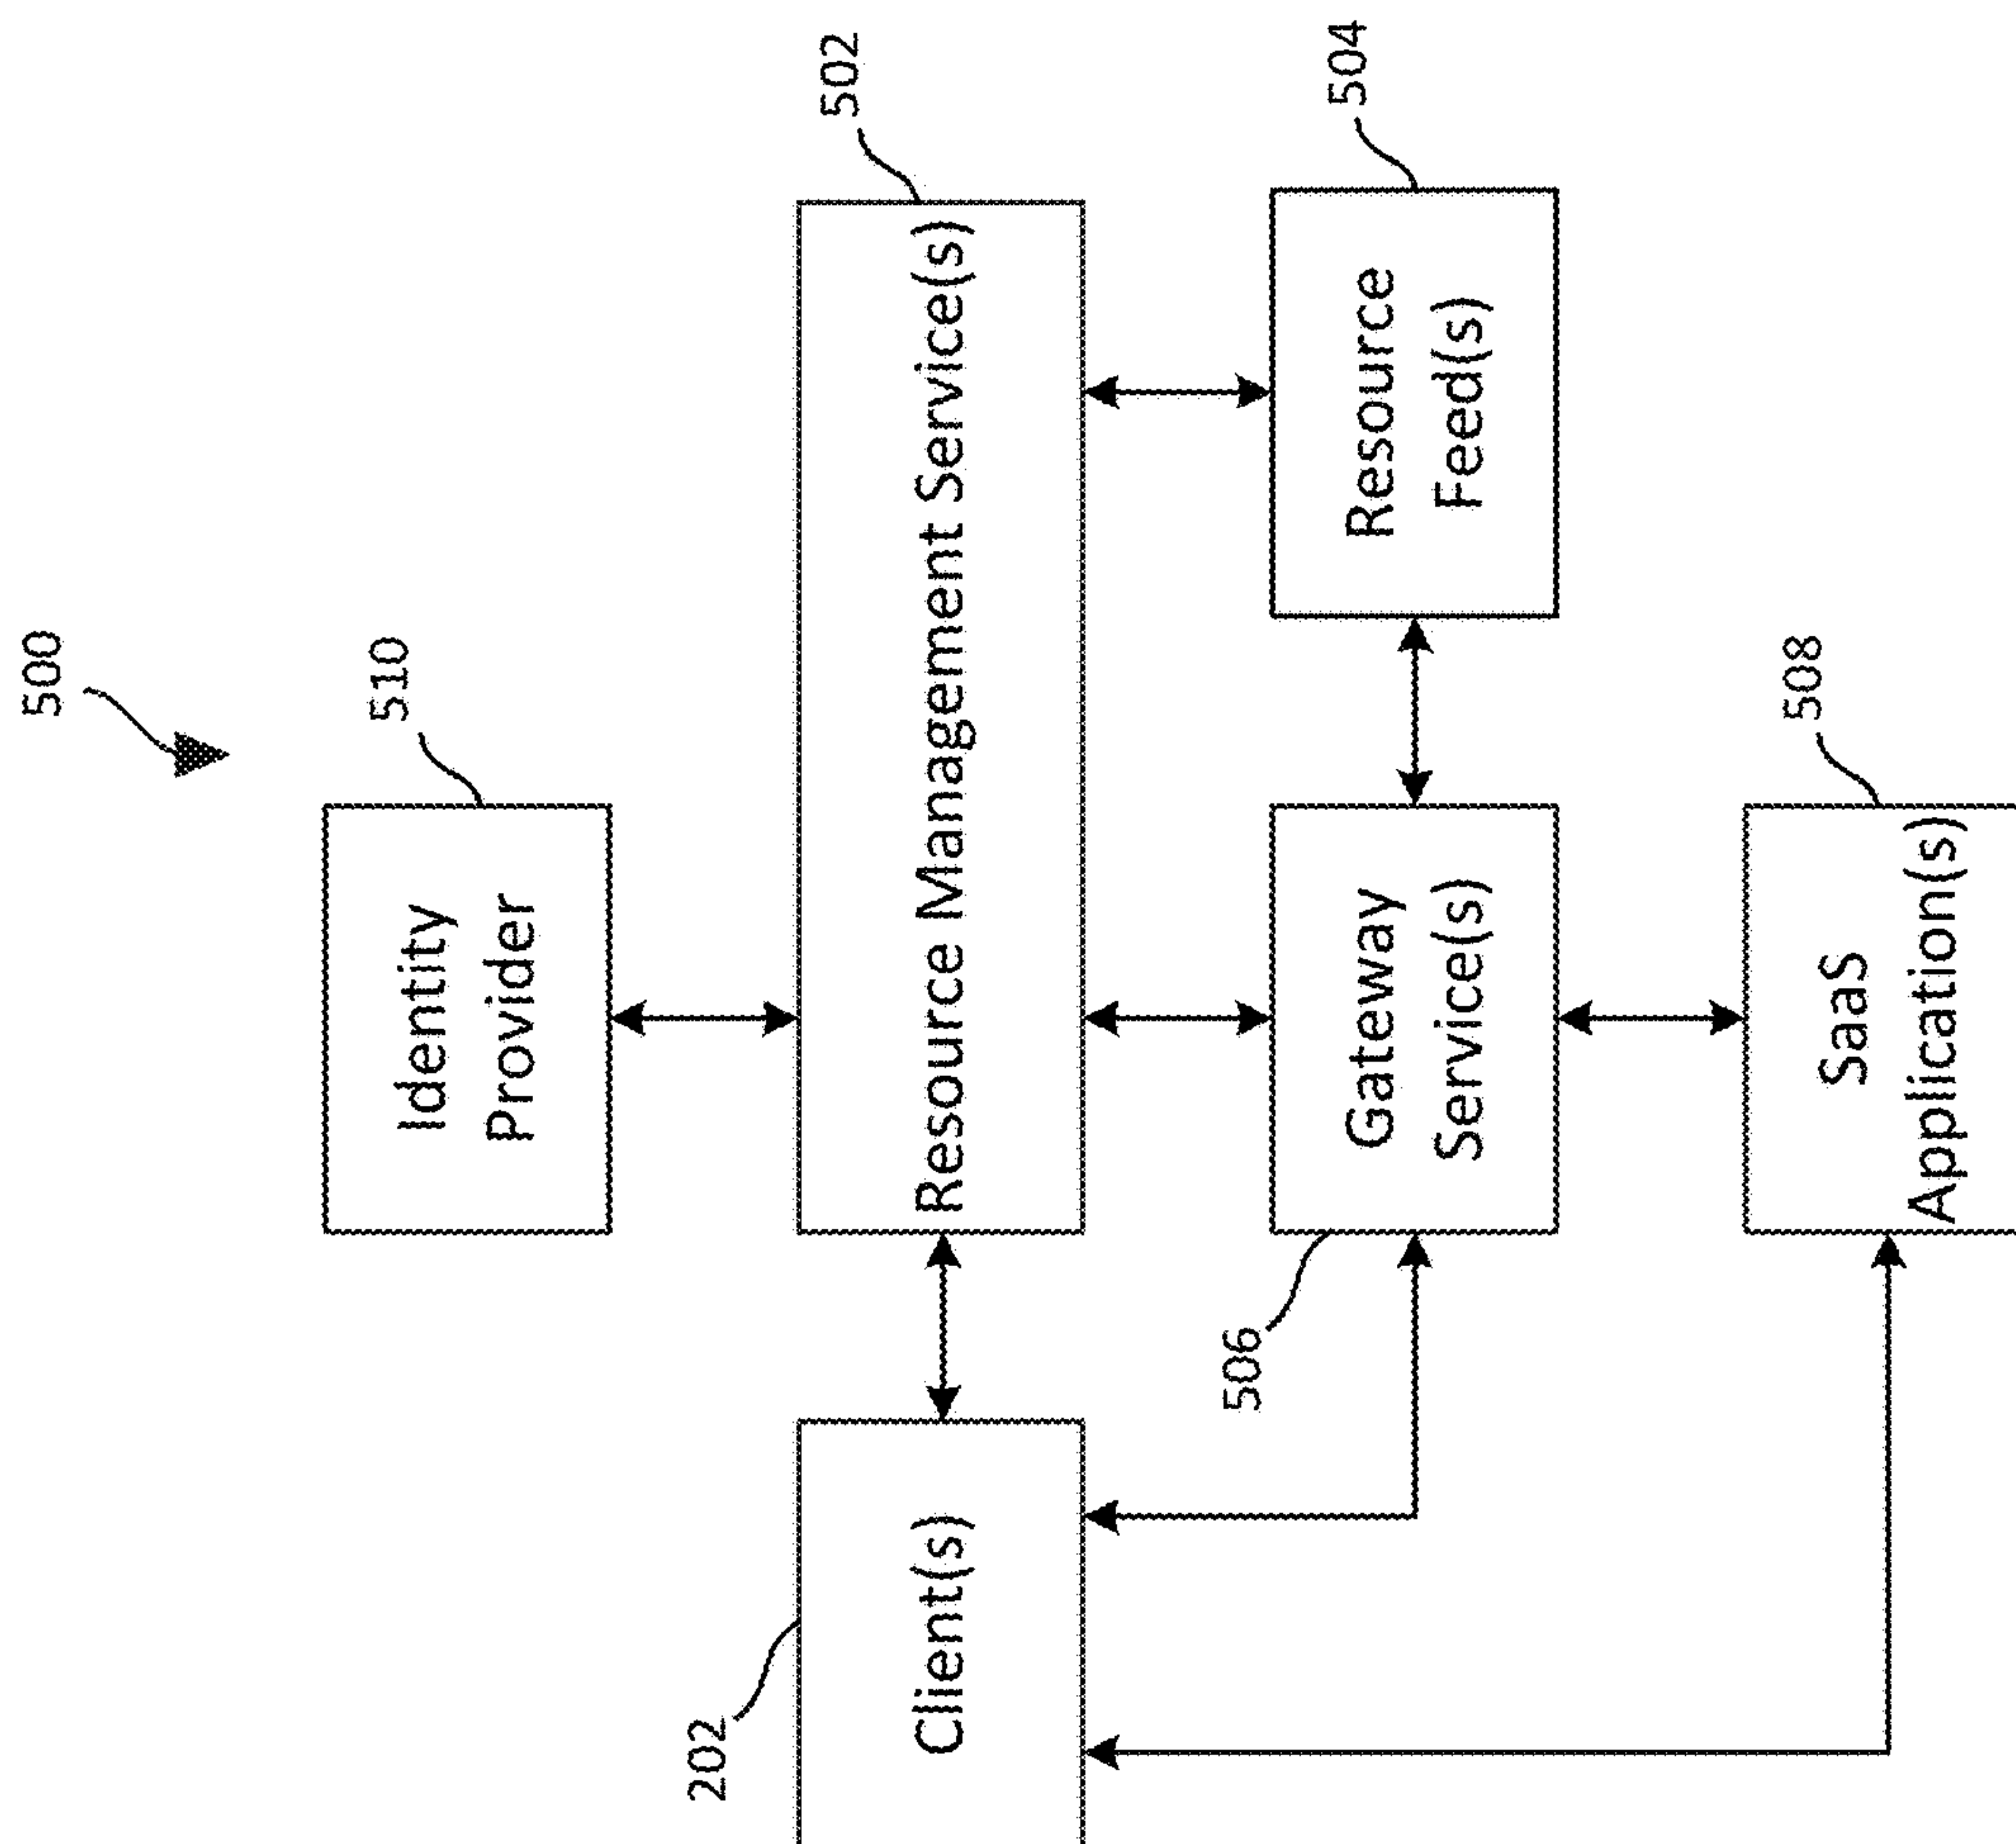 500
510
Identity
Provider
502
Resource Management Service(s)
202
Client(s)
504
Resource
Feed(s)
506
Gateway
Service(s)
508
SaaS
Application(s)